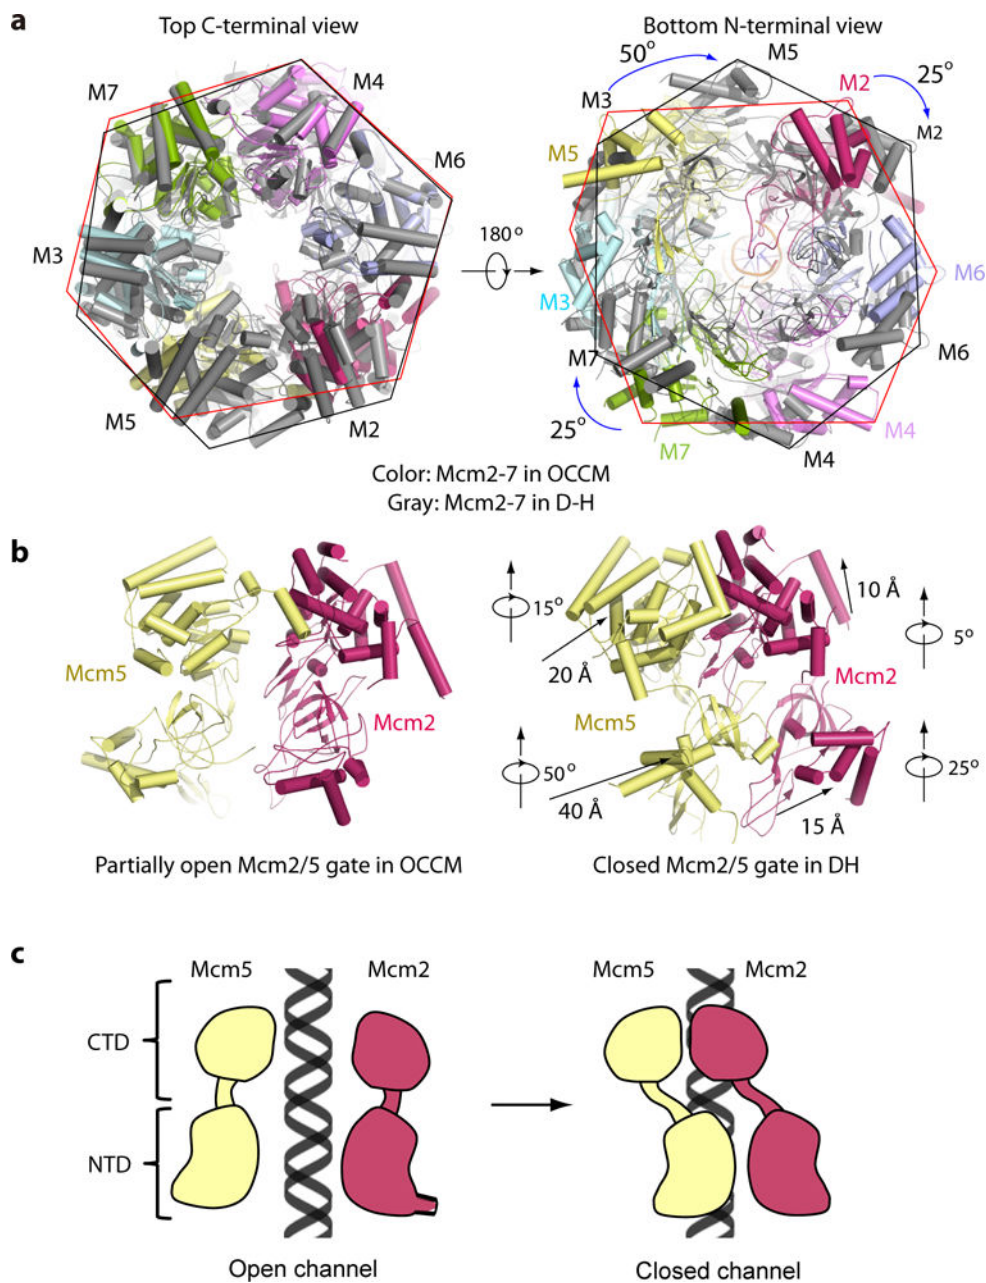 a
Top C-terminal view
Bottom N-terminal view
M7
M4
M6
M3
M5
M2
180°
50°
M5
M2
25°
M3
M2
M5
M6
M3
M6
M7
25°
M7
M4
M4
Color: Mcm2-7 in OCCM
Gray: Mcm2-7 in D-H
b
Mcm5
Mcm2
15°
10 Å
5°
20 Å
Mcm2
Mcm5
50°
25°
40 Å
15 Å
Partially open Mcm2/5 gate in OCCM
Closed Mcm2/5 gate in DH
c
Mcm5
Mcm2
Mcm5
Mcm2
CTD
NTD
Open channel
Closed channel